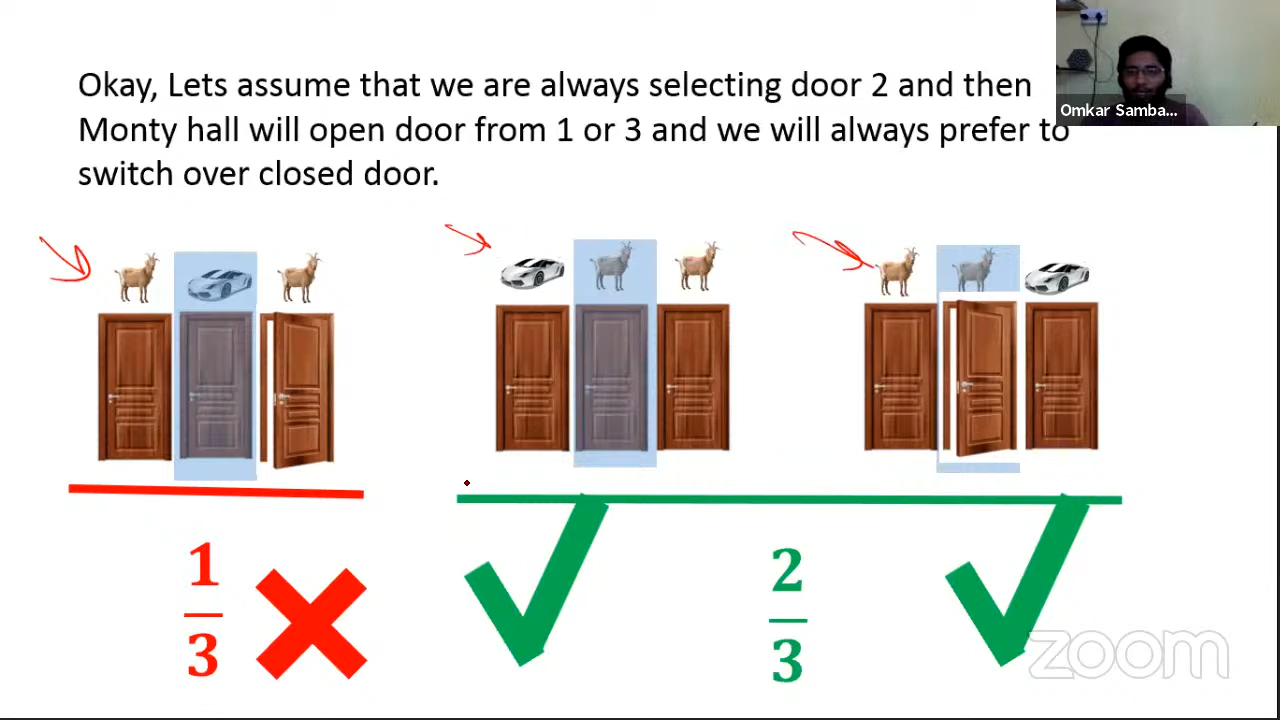 Okay, Lets assume that we are always selecting door 2 and then
Monty hall will open door from 1 or 3 and we will always prefer to
switch over closed door.
Omkar Samba...
1
3
2
3
zoom